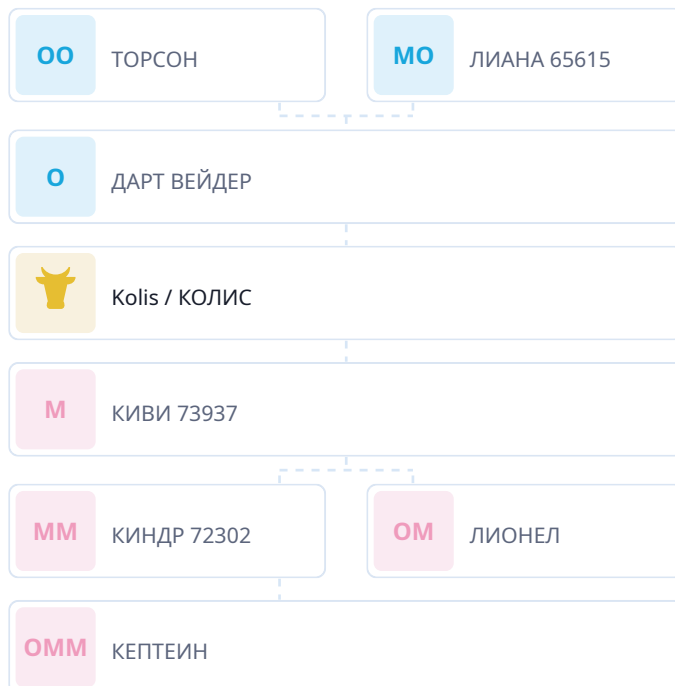 ОО ТОРСОН МО ЛИАНА 65615
О ДАРТ ВЕЙДЕР
Kolis / КОЛИС
М КИВИ 73937
ММ КИНДР 72302 ОМ ЛИОНЕЛ
ОММ КЕПТЕИН